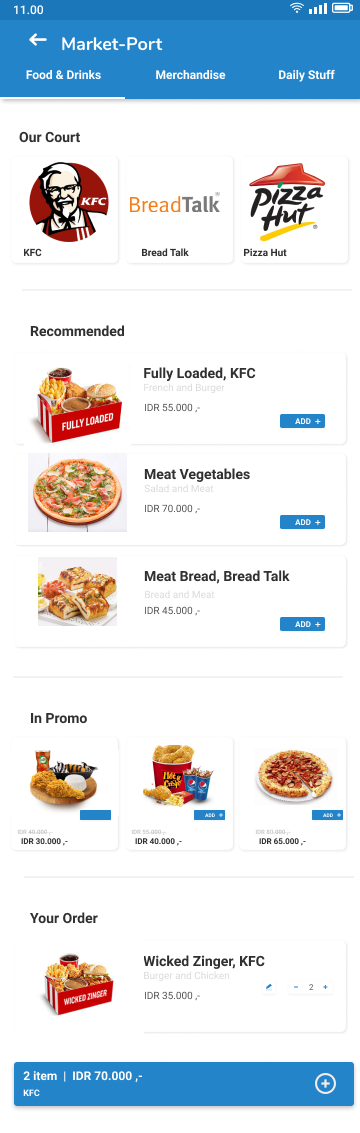 11.00
Market-Port
Food & Drinks Merchandise Daily Stuff
Our Court
KFC
BreadTalk
Pizza Hut
KFC Bread Talk Pizza Hut
Recommended
FULLY LOADED
Fully Loaded, KFC
French and Burger
IDR 55.000 ,-
ADD +
Meat Vegetables
Salad and Meat
IDR 70.000 ,-
ADD +
Meat Bread, Bread Talk
Bread and Meat
IDR 45.000 ,-
ADD +
In Promo
Hot & Crispy
pepsi
ADD + ADD +
IDR 40.000 ,- IDR 55.000 ,- IDR 80.000 ,-
IDR 30.000 ,- IDR 40.000 ,- IDR 65.000 ,-
Your Order
WICKED ZINGER
Wicked Zinger, KFC
Burger and Chicken
IDR 35.000 ,-
− 2 +
2 item | IDR 70.000 ,-
KFC